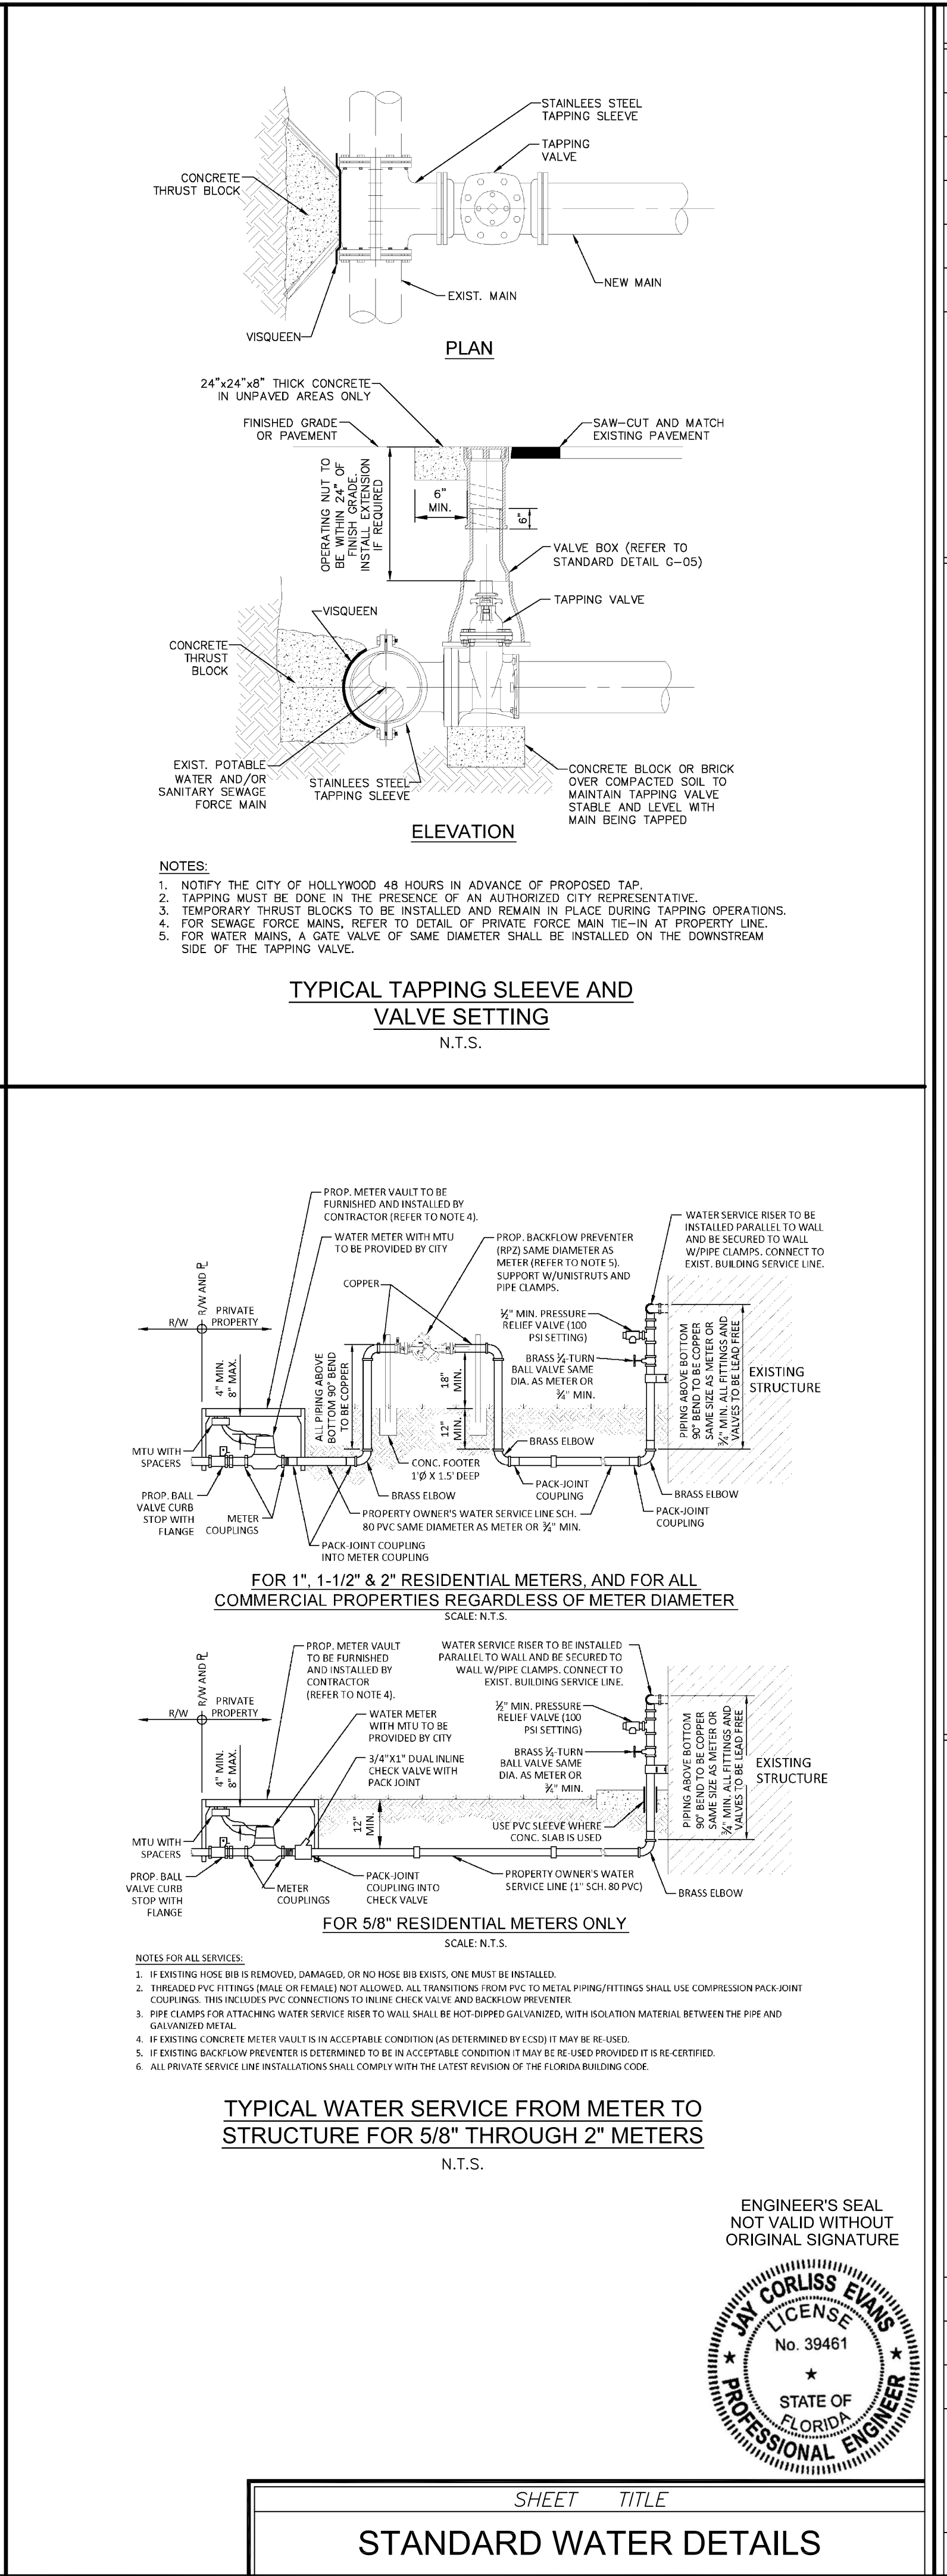 STAINLEES STEEL
TAPPING SLEEVE
TAPPING
VALVE
CONCRETE
THRUST BLOCK
NEW MAIN
EXIST. MAIN
VISQUEEN
PLAN
24"x24"x8" THICK CONCRETE
IN UNPAVED AREAS ONLY
FINISHED GRADE
OR PAVEMENT
SAW-CUT AND MATCH
EXISTING PAVEMENT
OPERATING NUT TO
BE WITHIN 24" OF
FINISH GRADE.
INSTALL EXTENSION
IF REQUIRED
6"
MIN.
6"
VALVE BOX (REFER TO
STANDARD DETAIL G-05)
TAPPING VALVE
VISQUEEN
CONCRETE
THRUST
BLOCK
EXIST. POTABLE
WATER AND/OR
SANITARY SEWAGE
FORCE MAIN
STAINLEES STEEL
TAPPING SLEEVE
CONCRETE BLOCK OR BRICK
OVER COMPACTED SOIL TO
MAINTAIN TAPPING VALVE
STABLE AND LEVEL WITH
MAIN BEING TAPPED
ELEVATION
NOTES:
1. NOTIFY THE CITY OF HOLLYWOOD 48 HOURS IN ADVANCE OF PROPOSED TAP.
2. TAPPING MUST BE DONE IN THE PRESENCE OF AN AUTHORIZED CITY REPRESENTATIVE.
3. TEMPORARY THRUST BLOCKS TO BE INSTALLED AND REMAIN IN PLACE DURING TAPPING OPERATIONS.
4. FOR SEWAGE FORCE MAINS, REFER TO DETAIL OF PRIVATE FORCE MAIN TIE-IN AT PROPERTY LINE.
5. FOR WATER MAINS, A GATE VALVE OF SAME DIAMETER SHALL BE INSTALLED ON THE DOWNSTREAM
SIDE OF THE TAPPING VALVE.
TYPICAL TAPPING SLEEVE AND
VALVE SETTING
N.T.S.
PROP. METER VAULT TO BE
FURNISHED AND INSTALLED BY
CONTRACTOR (REFER TO NOTE 4).
WATER METER WITH MTU
TO BE PROVIDED BY CITY
COPPER
PROP. BACKFLOW PREVENTER
(RPZ) SAME DIAMETER AS
METER (REFER TO NOTE 5).
SUPPORT W/UNISTRUTS AND
PIPE CLAMPS.
WATER SERVICE RISER TO BE
INSTALLED PARALLEL TO WALL
AND BE SECURED TO WALL
W/PIPE CLAMPS. CONNECT TO
EXIST. BUILDING SERVICE LINE.
R/W AND PL
R/W
PRIVATE
PROPERTY
½" MIN. PRESSURE
RELIEF VALVE (100
PSI SETTING)
BRASS ¼-TURN
BALL VALVE SAME
DIA. AS METER OR
¾" MIN.
4" MIN.
8" MAX.
ALL PIPING ABOVE
BOTTOM 90° BEND
TO BE COPPER
18"
MIN.
12"
MIN.
PIPING ABOVE BOTTOM
90° BEND TO BE COPPER
SAME SIZE AS METER OR
¾" MIN. ALL FITTINGS AND
VALVES TO BE LEAD FREE
EXISTING
STRUCTURE
MTU WITH
SPACERS
PROP. BALL
VALVE CURB
STOP WITH
FLANGE
METER
COUPLINGS
CONC. FOOTER
1'Ø X 1.5' DEEP
BRASS ELBOW
BRASS ELBOW
PACK-JOINT
COUPLING
BRASS ELBOW
PACK-JOINT
COUPLING
PROPERTY OWNER'S WATER SERVICE LINE SCH.
80 PVC SAME DIAMETER AS METER OR ¾" MIN.
PACK-JOINT COUPLING
INTO METER COUPLING
FOR 1", 1-1/2" & 2" RESIDENTIAL METERS, AND FOR ALL
COMMERCIAL PROPERTIES REGARDLESS OF METER DIAMETER
SCALE: N.T.S.
PROP. METER VAULT
TO BE FURNISHED
AND INSTALLED BY
CONTRACTOR
(REFER TO NOTE 4).
WATER SERVICE RISER TO BE INSTALLED
PARALLEL TO WALL AND BE SECURED TO
WALL W/PIPE CLAMPS. CONNECT TO
EXIST. BUILDING SERVICE LINE.
R/W AND PL
R/W
PRIVATE
PROPERTY
WATER METER
WITH MTU TO BE
PROVIDED BY CITY
3/4"X1" DUAL INLINE
CHECK VALVE WITH
PACK JOINT
½" MIN. PRESSURE
RELIEF VALVE (100
PSI SETTING)
BRASS ¼-TURN
BALL VALVE SAME
DIA. AS METER OR
¾" MIN.
4" MIN.
8" MAX.
12"
MIN.
USE PVC SLEEVE WHERE
CONC. SLAB IS USED
PIPING ABOVE BOTTOM
90° BEND TO BE COPPER
SAME SIZE AS METER OR
¾" MIN. ALL FITTINGS AND
VALVES TO BE LEAD FREE
EXISTING
STRUCTURE
MTU WITH
SPACERS
PROP. BALL
VALVE CURB
STOP WITH
FLANGE
METER
COUPLINGS
PACK-JOINT
COUPLING INTO
CHECK VALVE
PROPERTY OWNER'S WATER
SERVICE LINE (1" SCH. 80 PVC)
BRASS ELBOW
FOR 5/8" RESIDENTIAL METERS ONLY
SCALE: N.T.S.
NOTES FOR ALL SERVICES:
1. IF EXISTING HOSE BIB IS REMOVED, DAMAGED, OR NO HOSE BIB EXISTS, ONE MUST BE INSTALLED.
2. THREADED PVC FITTINGS (MALE OR FEMALE) NOT ALLOWED. ALL TRANSITIONS FROM PVC TO METAL PIPING/FITTINGS SHALL USE COMPRESSION PACK-JOINT
COUPLINGS. THIS INCLUDES PVC CONNECTIONS TO INLINE CHECK VALVE AND BACKFLOW PREVENTER.
3. PIPE CLAMPS FOR ATTACHING WATER SERVICE RISER TO WALL SHALL BE HOT-DIPPED GALVANIZED, WITH ISOLATION MATERIAL BETWEEN THE PIPE AND
GALVANIZED METAL.
4. IF EXISTING CONCRETE METER VAULT IS IN ACCEPTABLE CONDITION (AS DETERMINED BY ECSD) IT MAY BE RE-USED.
5. IF EXISTING BACKFLOW PREVENTER IS DETERMINED TO BE IN ACCEPTABLE CONDITION IT MAY BE RE-USED PROVIDED IT IS RE-CERTIFIED.
6. ALL PRIVATE SERVICE LINE INSTALLATIONS SHALL COMPLY WITH THE LATEST REVISION OF THE FLORIDA BUILDING CODE.
TYPICAL WATER SERVICE FROM METER TO
STRUCTURE FOR 5/8" THROUGH 2" METERS
N.T.S.
ENGINEER'S SEAL
NOT VALID WITHOUT
ORIGINAL SIGNATURE
JAY CORLISS EVANS
LICENSE
No. 39461
STATE OF
FLORIDA
PROFESSIONAL ENGINEER
SHEET TITLE
STANDARD WATER DETAILS